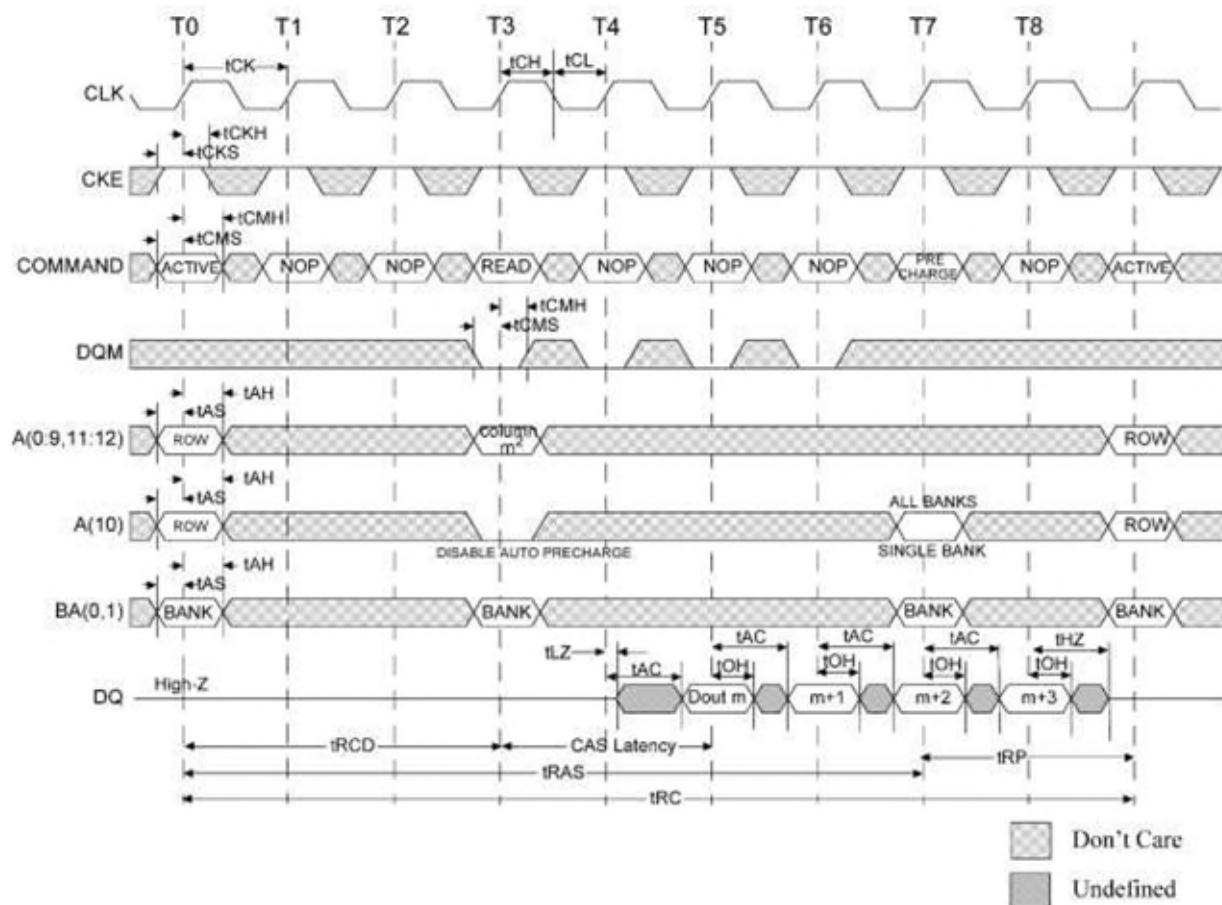 T0 T1 T2 T3 T4 T5 T6 T7 T8
tCK tCH tCL
CLK
tCKH
tCKS
CKE
tCMH
tCMS
COMMAND ACTIVE NOP NOP READ NOP NOP NOP PRE CHARGE NOP ACTIVE
tCMH
tCMS
DQM
tAH
tAS
A(0:9,11:12) ROW column m² ROW
tAH
tAS
ALL BANKS
A(10) ROW ROW
DISABLE AUTO PRECHARGE SINGLE BANK
tAH
tAS
BA(0,1) BANK BANK BANK BANK
tLZ tAC tAC tAC tHZ
tAC tOH tOH tOH tOH
DQ High-Z Dout m m+1 m+2 m+3
tRCD CAS Latency
tRP
tRAS
tRC
Don't Care
Undefined